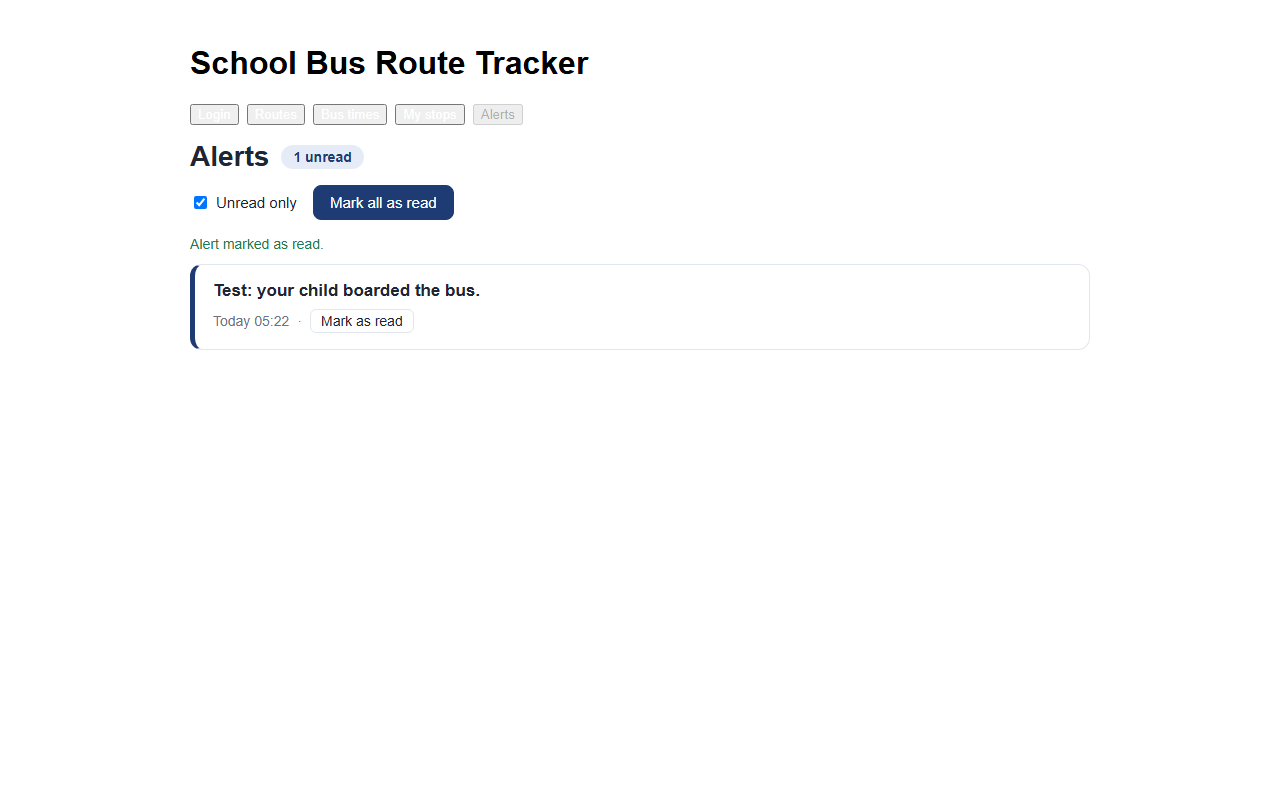 School Bus Route Tracker
Login Routes Bus times My stops Alerts
Alerts 1 unread
Unread only Mark all as read
Alert marked as read.
Test: your child boarded the bus.
Today 05:22 · Mark as read